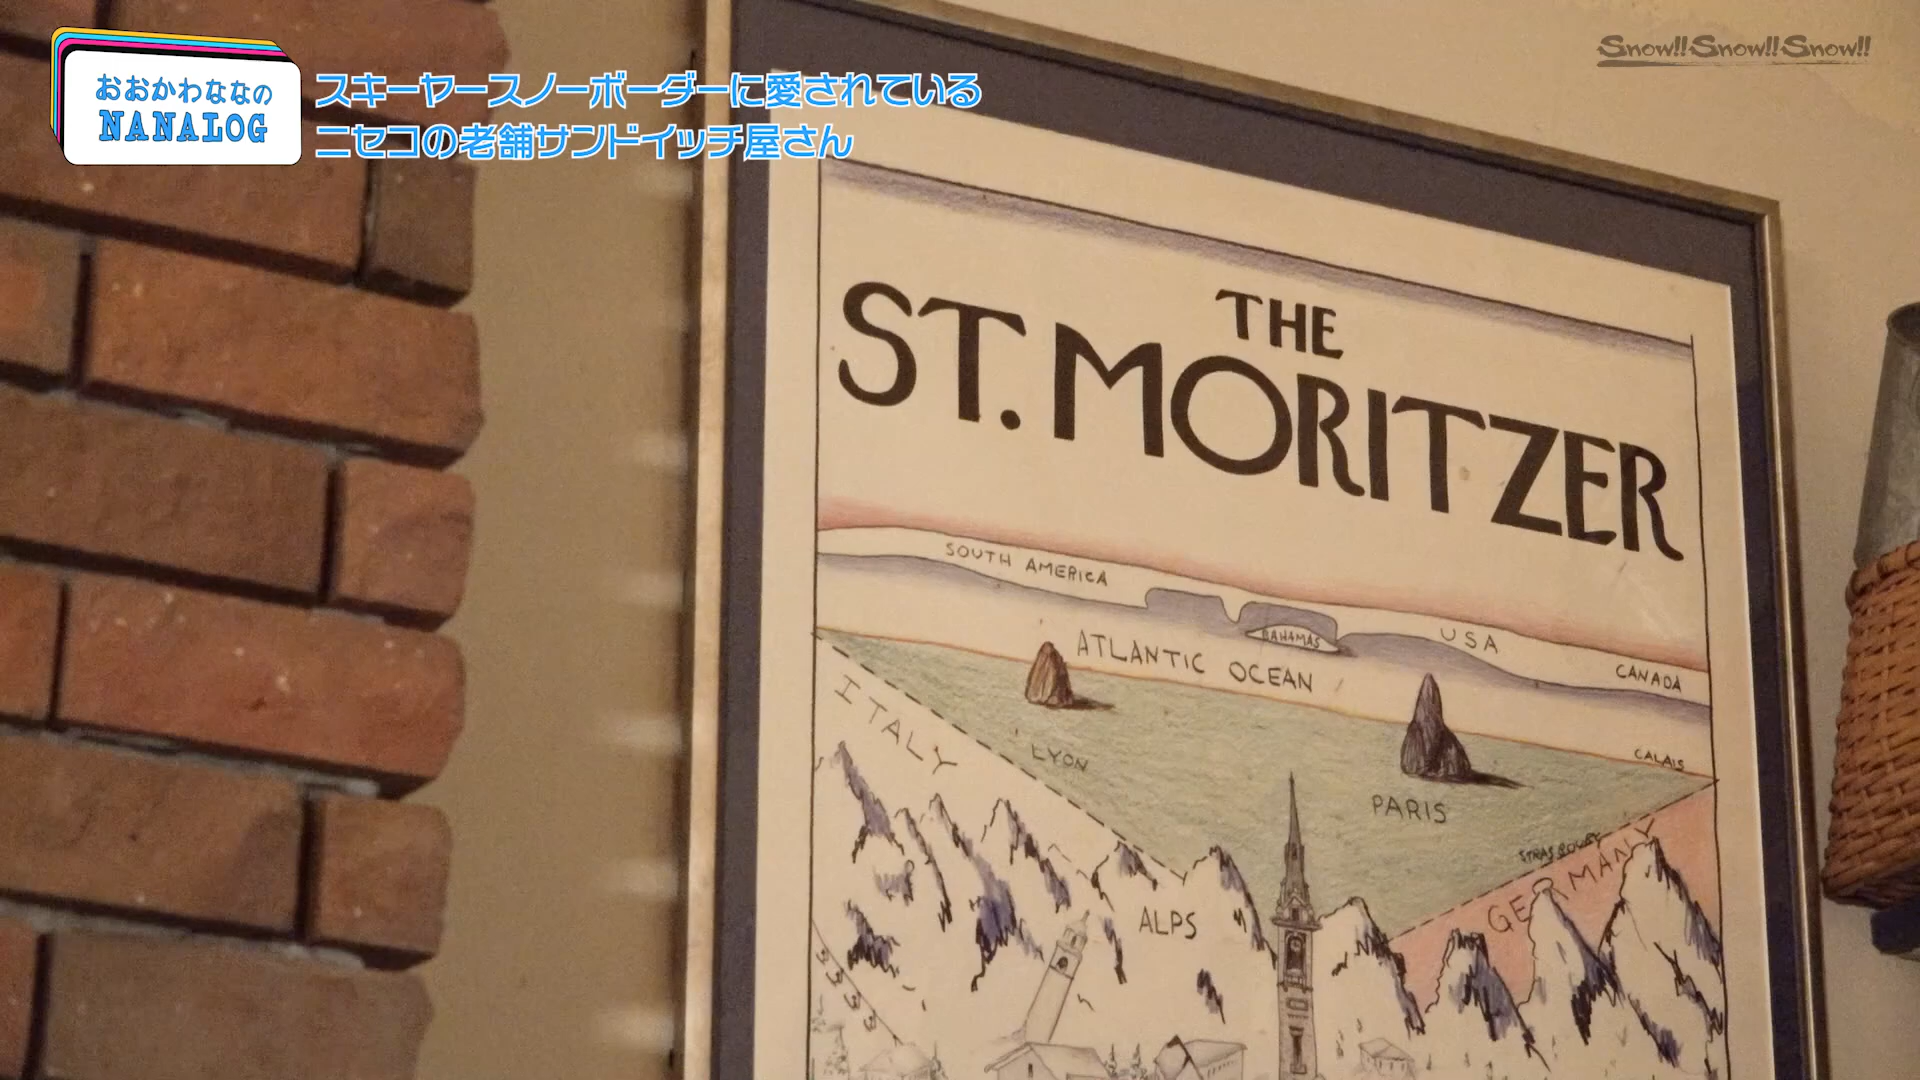 おおかわななの
NANALOG
スキーヤースノーボーダーに愛されている
ニセコの老舗サンドイッチ屋さん
Snow!! Snow!! Snow!!
THE
ST. MORITZER
SOUTH AMERICA
BAHAMAS
USA
CANADA
ATLANTIC OCEAN
CALAIS
ITALY
LYON
PARIS
STRASBOURG
GERMANY
ALPS